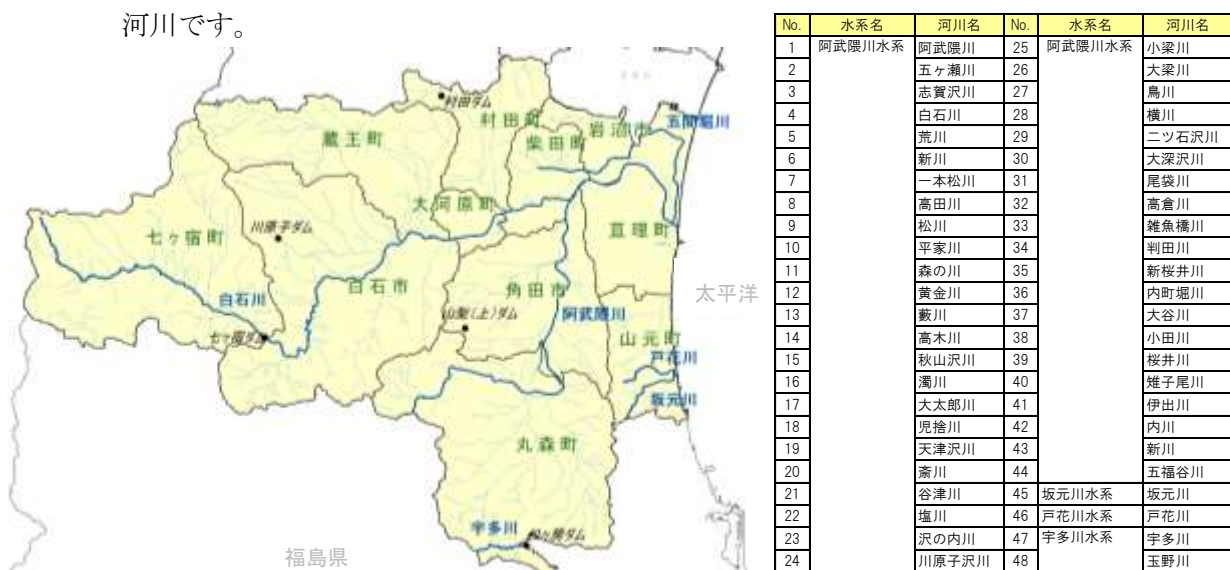 河川です。
村田ダム
村田町
岩沼市
五間堀川
蔵王町
柴田町
大河原町
川原子ダム
七ヶ宿町
亘理町
白石市
角田市
太平洋
白石川
阿武隈川
七ヶ宿ダム
山元町
戸花川
坂元川
丸森町
宇多川
福島県
No. 水系名 河川名 No. 水系名 河川名
1 阿武隈川水系 阿武隈川 25 阿武隈川水系 小梁川
2 五ヶ瀬川 26 大梁川
3 志賀沢川 27 鳥川
4 白石川 28 横川
5 荒川 29 二ツ石沢川
6 新川 30 大深沢川
7 一本松川 31 尾袋川
8 高田川 32 高倉川
9 松川 33 雑魚橋川
10 平家川 34 判田川
11 森の川 35 新桜井川
12 黄金川 36 内町堀川
13 藪川 37 大谷川
14 高木川 38 小田川
15 秋山沢川 39 桜井川
16 濁川 40 雉子尾川
17 大太郎川 41 伊出川
18 児捨川 42 内川
19 天津沢川 43 新川
20 斎川 44 五福谷川
21 谷津川 45 坂元川水系 坂元川
22 塩川 46 戸花川水系 戸花川
23 沢の内川 47 宇多川水系 宇多川
24 川原子沢川 48 玉野川